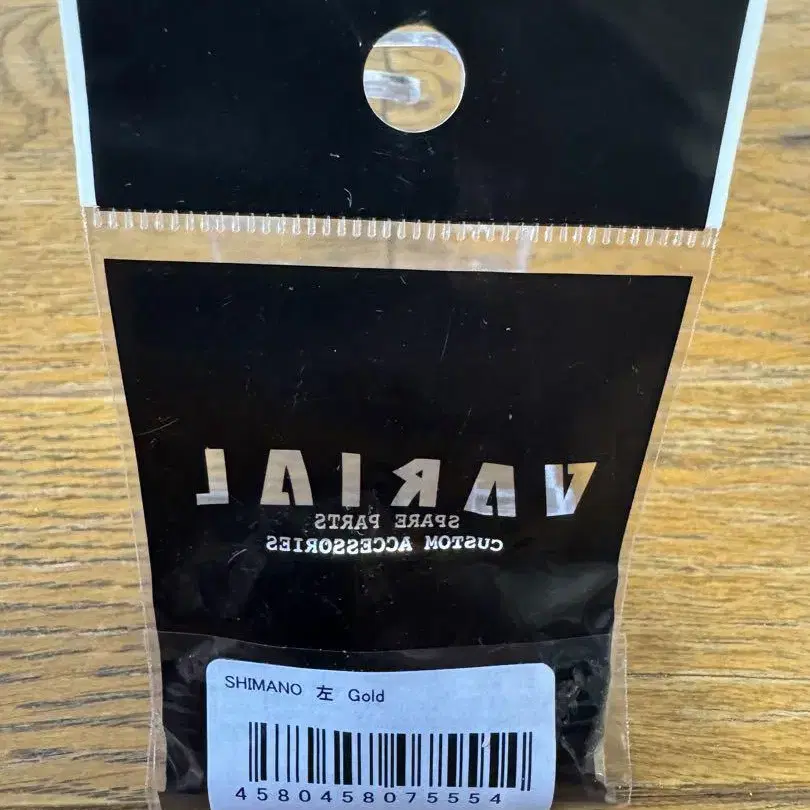 VARIAL
SPARE PARTS
CUSTOM ACCESSORIES
SHIMANO 左 Gold
4580458075554